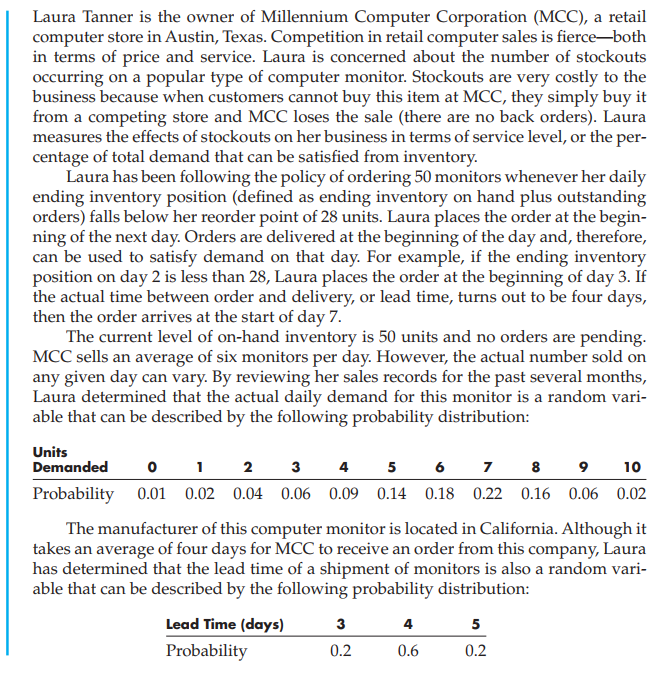 Laura Tanner is the owner of Millennium Computer Corporation (MCC), a retail
computer store in Austin, Texas. Competition in retail computer sales is fierce—both
in terms of price and service. Laura is concerned about the number of stockouts
occurring on a popular type of computer monitor. Stockouts are very costly to the
business because when customers cannot buy this item at MCC, they simply buy it
from a competing store and MCC loses the sale (there are no back orders). Laura
measures the effects of stockouts on her business in terms of service level, or the per-
centage of total demand that can be satisfied from inventory.
Laura has been following the policy of ordering 50 monitors whenever her daily
ending inventory position (defined as ending inventory on hand plus outstanding
orders) falls below her reorder point of 28 units. Laura places the order at the begin-
ning of the next day. Orders are delivered at the beginning of the day and, therefore,
can be used to satisfy demand on that day. For example, if the ending inventory
position on day 2 is less than 28, Laura places the order at the beginning of day 3. If
the actual time between order and delivery, or lead time, turns out to be four days,
then the order arrives at the start of day 7.
The current level of on-hand inventory is 50 units and no orders are pending.
MCC sells an average of six monitors per day. However, the actual number sold on
any given day can vary. By reviewing her sales records for the past several months,
Laura determined that the actual daily demand for this monitor is a random vari-
able that can be described by the following probability distribution:
Units
Demanded 0 1 2 3 4 5 6 7 8 9 10
Probability 0.01 0.02 0.04 0.06 0.09 0.14 0.18 0.22 0.16 0.06 0.02
The manufacturer of this computer monitor is located in California. Although it
takes an average of four days for MCC to receive an order from this company, Laura
has determined that the lead time of a shipment of monitors is also a random vari-
able that can be described by the following probability distribution:
Lead Time (days) 3 4 5
Probability 0.2 0.6 0.2